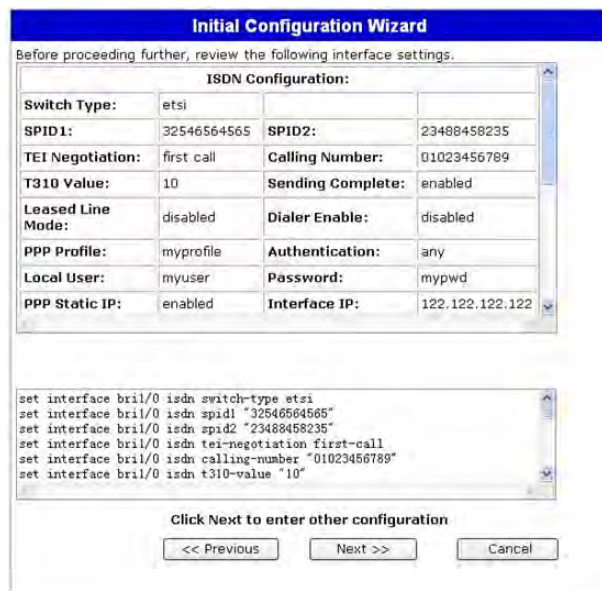 Initial Configuration Wizard
Before proceeding further, review the following interface settings.
ISDN Configuration:
Switch Type: etsi
SPID1: 32546564565 SPID2: 23488458235
TEI Negotiation: first call Calling Number: 01023456789
T310 Value: 10 Sending Complete: enabled
Leased Line Mode: disabled Dialer Enable: disabled
PPP Profile: myprofile Authentication: any
Local User: myuser Password: mypwd
PPP Static IP: enabled Interface IP: 122.122.122.122
set interface bri1/0 isdn switch-type etsi
set interface bri1/0 isdn spid1 "32546564565"
set interface bri1/0 isdn spid2 "23488458235"
set interface bri1/0 isdn tei-negotiation first-call
set interface bri1/0 isdn calling-number "01023456789"
set interface bri1/0 isdn t310-value "10"
Click Next to enter other configuration
<< Previous Next >> Cancel